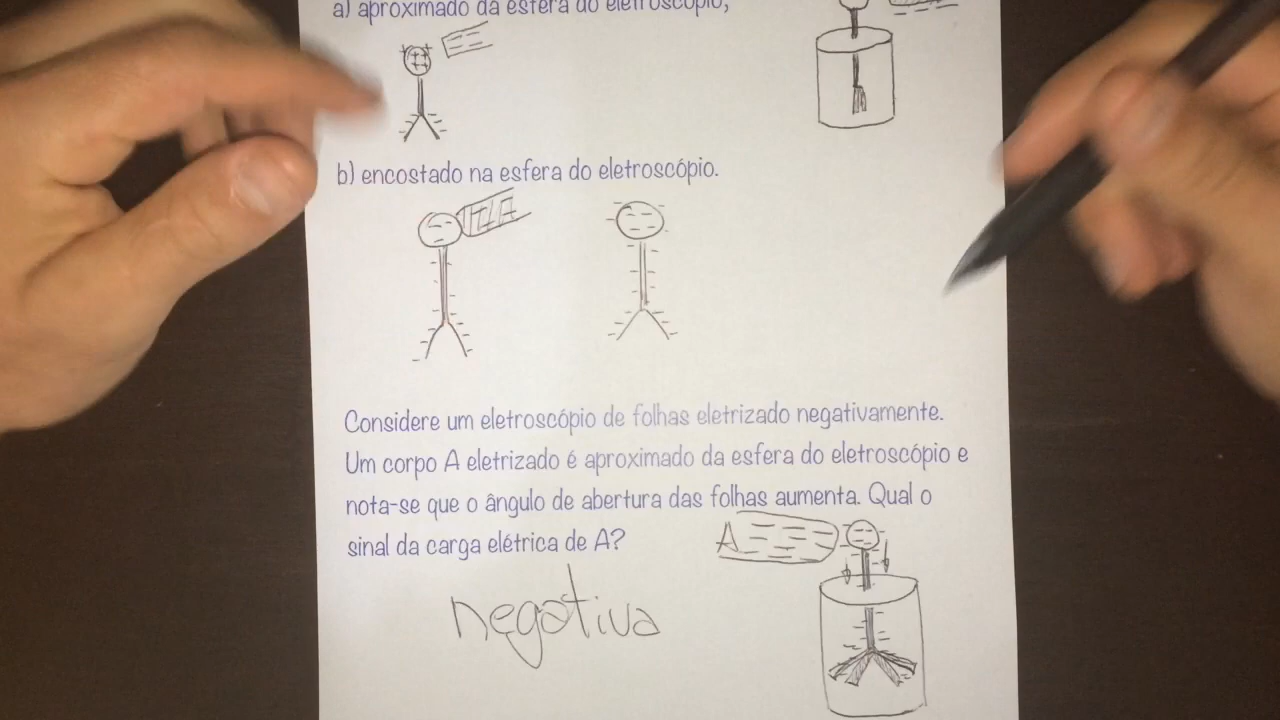 a) aproximado da esfera do eletroscópio,
b) encostado na esfera do eletroscópio.
Considere um eletroscópio de folhas eletrizado negativamente.
Um corpo A eletrizado é aproximado da esfera do eletroscópio e
nota-se que o ângulo de abertura das folhas aumenta. Qual o
sinal da carga elétrica de A?
A
negativa